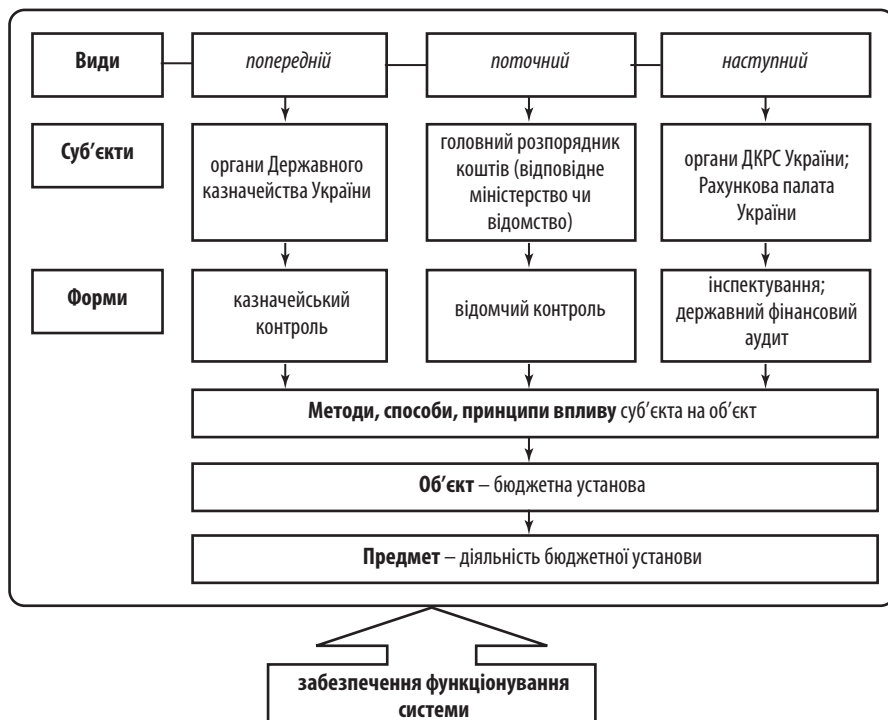 Види
попередній
поточний
наступний
Суб'єкти
органи Державного
казначейства України
головний розпорядник
коштів (відповідне
міністерство чи
відомство)
органи ДКРС України;
Рахункова палата
України
Форми
казначейський
контроль
відомчий контроль
інспектування;
державний фінансовий
аудит
Методи, способи, принципи впливу суб'єкта на об'єкт
Об'єкт – бюджетна установа
Предмет – діяльність бюджетної установи
забезпечення функціонування
системи